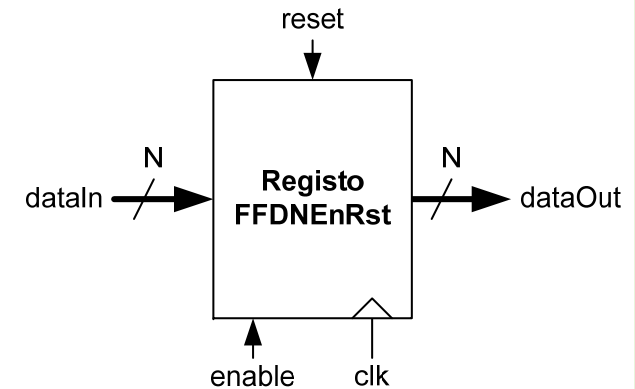 reset
N
N
dataIn
Registo
FFDNEnRst
dataOut
enable
clk